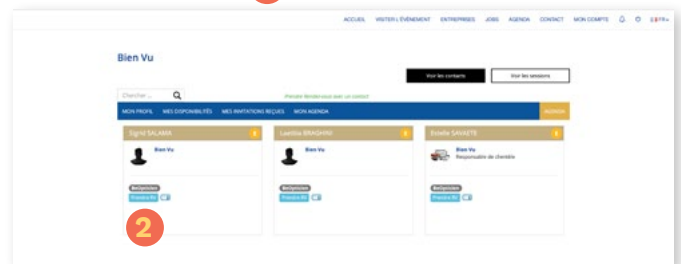 ACCUEIL VISITER L'ÉVÉNEMENT ENTREPRISES JOBS AGENDA CONTACT MON COMPTE FR
Bien Vu
Voir les contacts Voir les sessions
Chercher ... Prendre Rendez-vous avec un contact
MON PROFIL MES DISPONIBILITÉS MES INVITATIONS REÇUES MON AGENDA AGENDA
Sigrid SALAMA Laetitia BRAGHINI Estelle SAVAETE
Bien Vu Bien Vu Bien Vu
Responsable de clientèle
Prendre RV Prendre RV Prendre RV
2